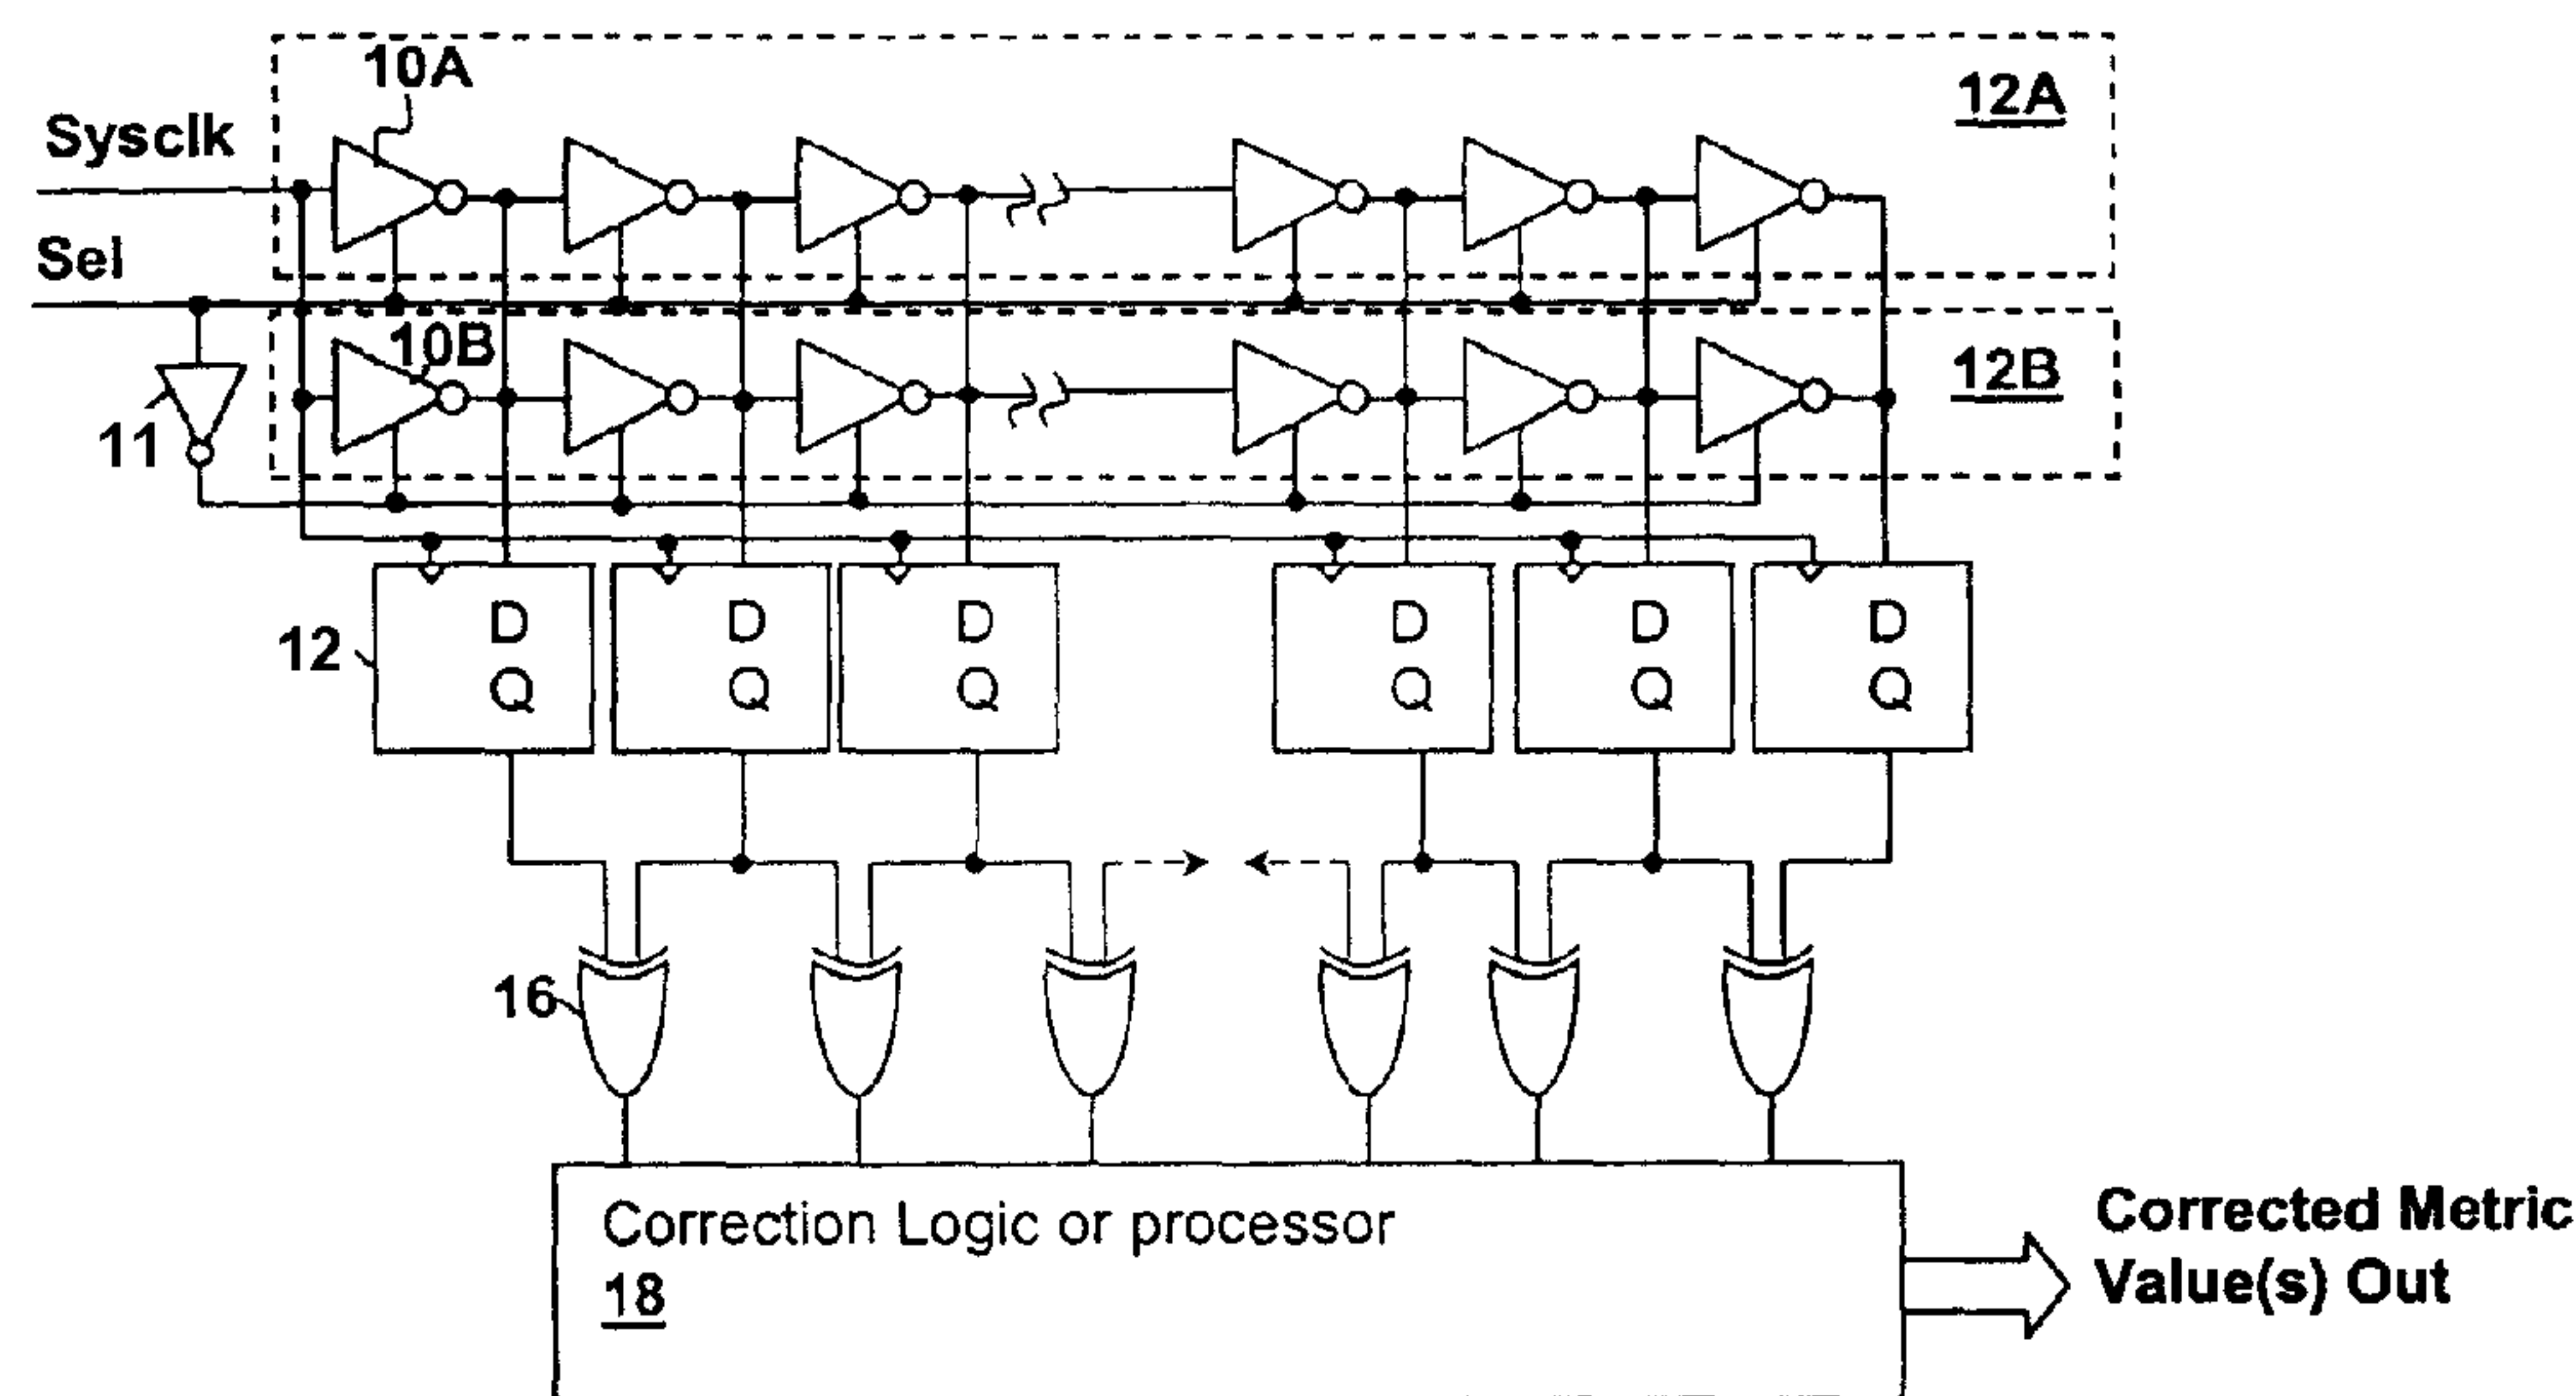 10A
12A
Sysclk
Sel
10B
12B
11
D D D D D D
12
Q Q Q Q Q Q
16
Correction Logic or processor
18
Corrected Metric
Value(s) Out